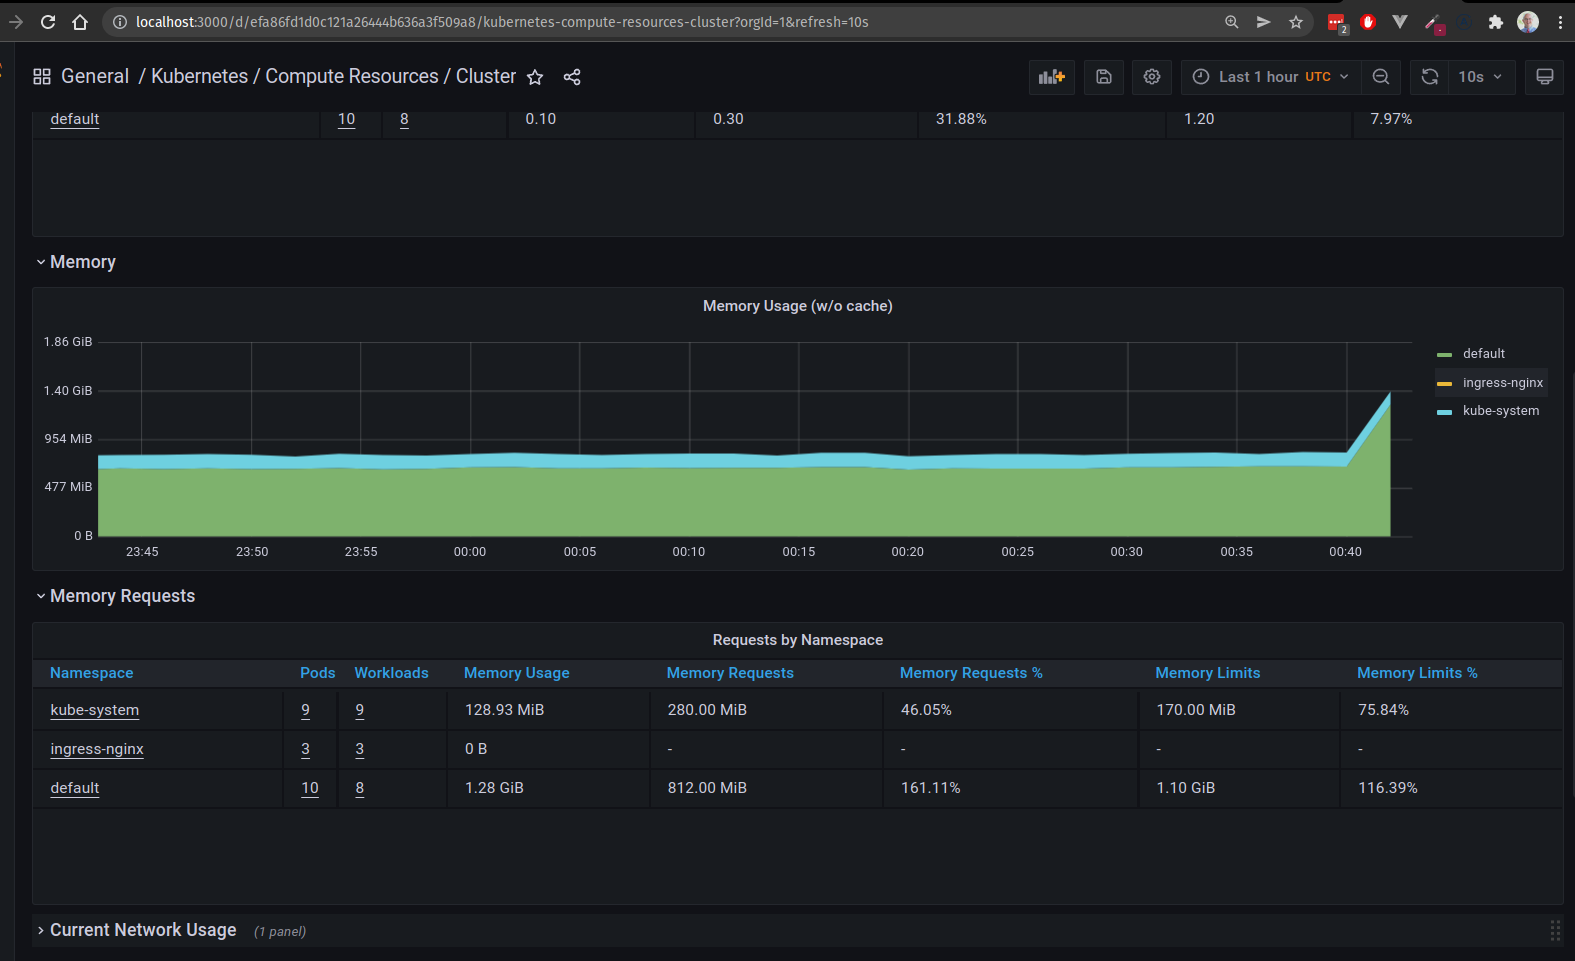 localhost:3000/d/efa86fd1d0c121a26444b636a3f509a8/kubernetes-compute-resources-cluster?orgId=1&refresh=10s
2
General / Kubernetes / Compute Resources / Cluster
Last 1 hour UTC
10s
default 10 8 0.10 0.30 31.88% 1.20 7.97%
Memory
Memory Usage (w/o cache)
1.86 GiB
1.40 GiB
954 MiB
477 MiB
0 B
23:45 23:50 23:55 00:00 00:05 00:10 00:15 00:20 00:25 00:30 00:35 00:40
default
ingress-nginx
kube-system
Memory Requests
Requests by Namespace
Namespace Pods Workloads Memory Usage Memory Requests Memory Requests % Memory Limits Memory Limits %
kube-system 9 9 128.93 MiB 280.00 MiB 46.05% 170.00 MiB 75.84%
ingress-nginx 3 3 0 B - - - -
default 10 8 1.28 GiB 812.00 MiB 161.11% 1.10 GiB 116.39%
Current Network Usage (1 panel)